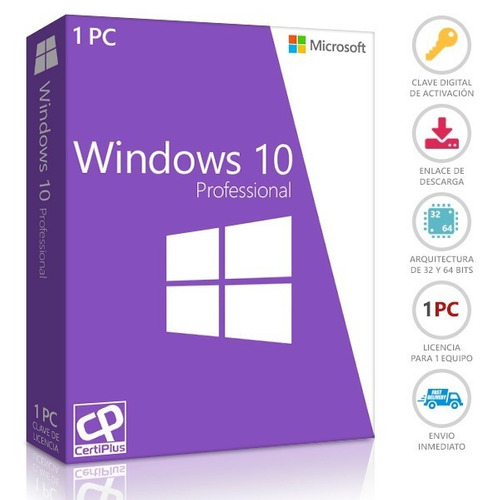 1 PC
Microsoft
Windows 10
Professional
CP
CertiPlus
Windows 10
Professional
1 PC
CLAVE DE
LICENCIA
CLAVE DIGITAL
DE ACTIVACIÓN
ENLACE DE
DESCARGA
32
64
ARQUITECTURA
DE 32 Y 64 BITS
1PC
LICENCIA
PARA 1 EQUIPO
FAST
DELIVERY
ENVIO
INMEDIATO